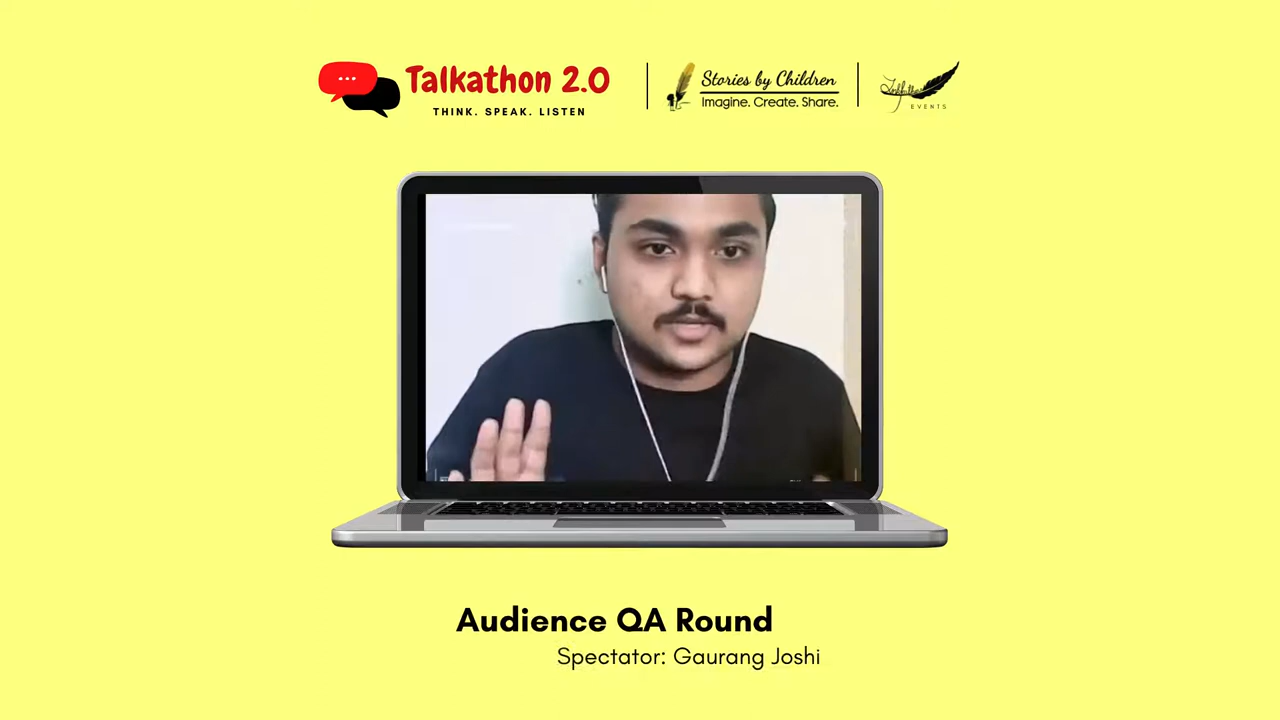 Talkathon 2.0
THINK. SPEAK. LISTEN
Stories by Children
Imagine. Create. Share.
EVENTS
Audience QA Round
Spectator: Gaurang Joshi